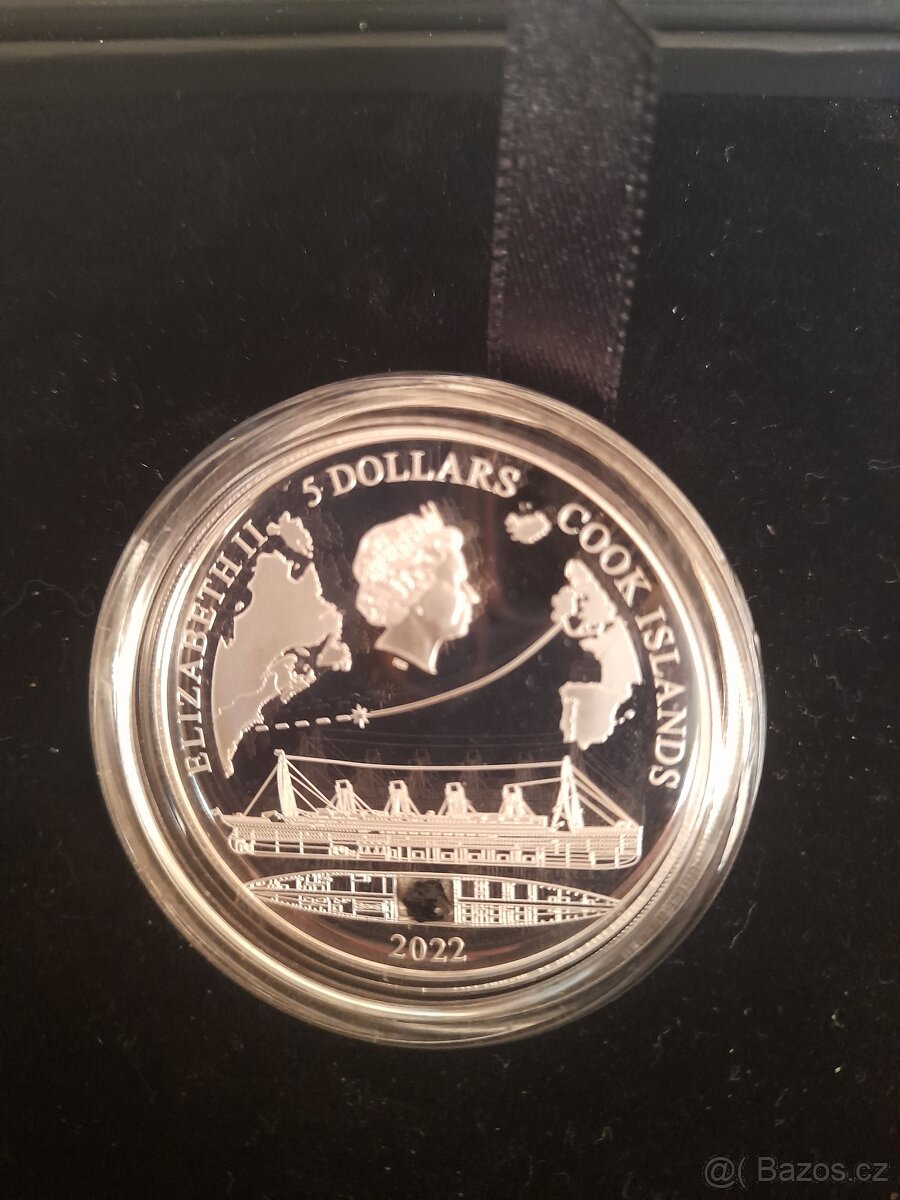 ELIZABETH II 5 DOLLARS COOK ISLANDS
2022
@( Bazos.cz